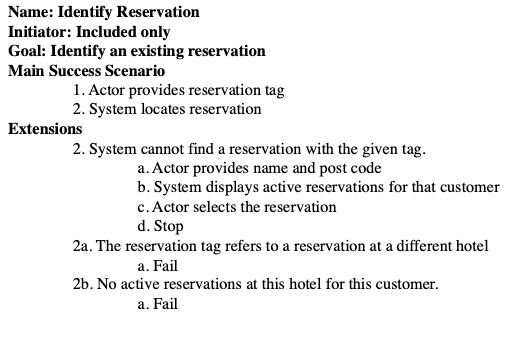 Name: Identify Reservation
Initiator: Included only
Goal: Identify an existing reservation
Main Success Scenario
1. Actor provides reservation tag
2. System locates reservation
Extensions
2. System cannot find a reservation with the given tag.
a. Actor provides name and post code
b. System displays active reservations for that customer
c. Actor selects the reservation
d. Stop
2a. The reservation tag refers to a reservation at a different hotel
a. Fail
2b. No active reservations at this hotel for this customer.
a. Fail